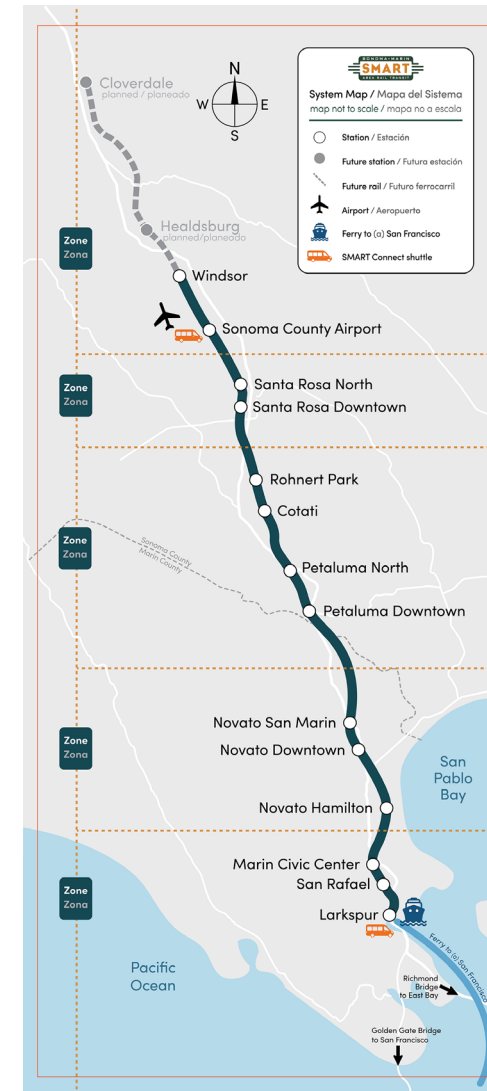 SONOMA-MARIN
SMART
AREA RAIL TRANSIT
System Map / Mapa del Sistema
map not to scale / mapa no a escala
Station / Estación
Future station / Futura estación
Future rail / Futuro ferrocarril
Airport / Aeropuerto
Ferry to (a) San Francisco
SMART Connect shuttle
N
W
E
S
Cloverdale
planned / planeado
Healdsburg
planned/planeado
Zone
Zona
Windsor
Sonoma County Airport
Zone
Zona
Santa Rosa North
Santa Rosa Downtown
Rohnert Park
Cotati
Zone
Zona
Sonoma County
Marin County
Petaluma North
Petaluma Downtown
Novato San Marin
Zone
Zona
Novato Downtown
San
Pablo
Bay
Novato Hamilton
Marin Civic Center
San Rafael
Zone
Zona
Larkspur
Ferry to (a) San Francisco
Pacific
Ocean
Richmond
Bridge
to East Bay
Golden Gate Bridge
to San Francisco